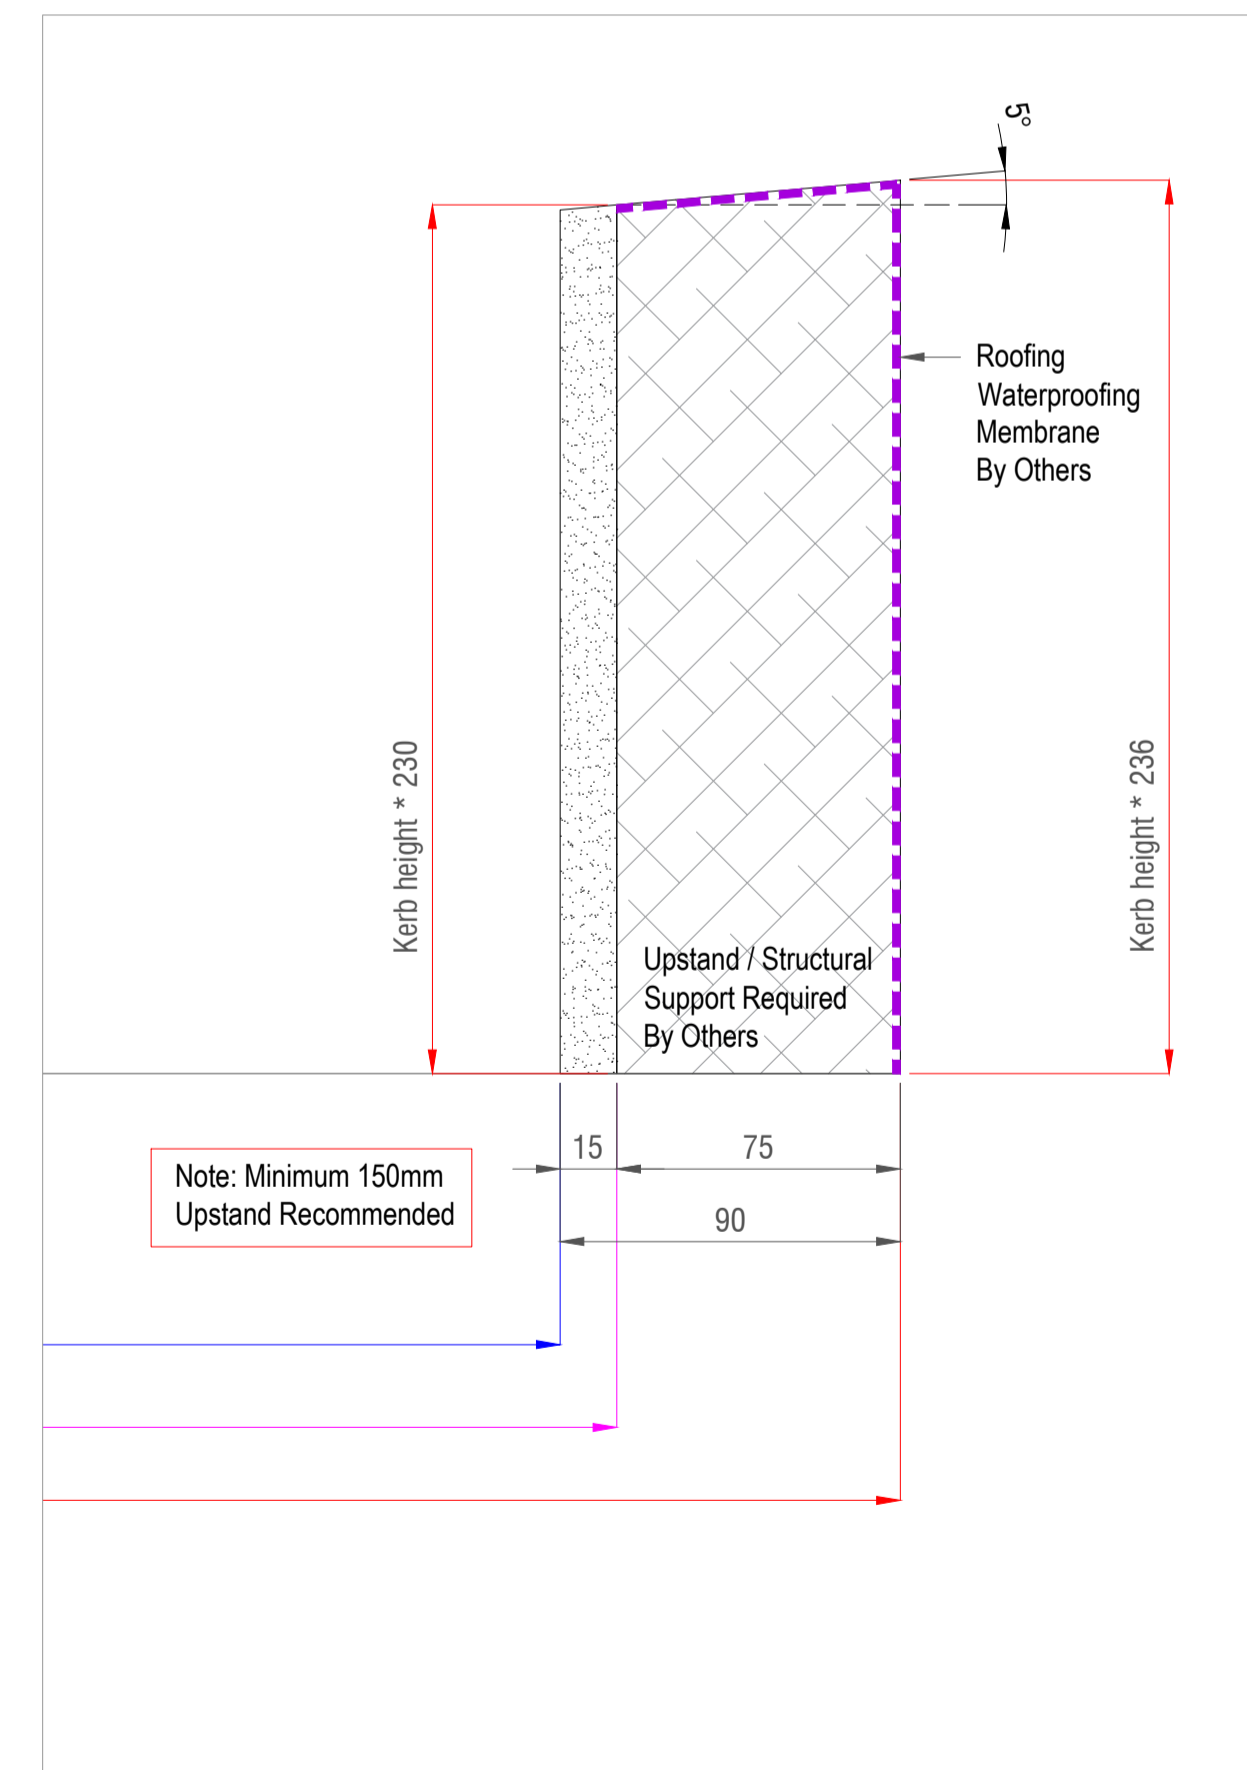 5°
Roofing
Waterproofing
Membrane
By Others
Kerb height * 230
Kerb height * 236
Upstand / Structural
Support Required
By Others
15
75
90
Note: Minimum 150mm
Upstand Recommended